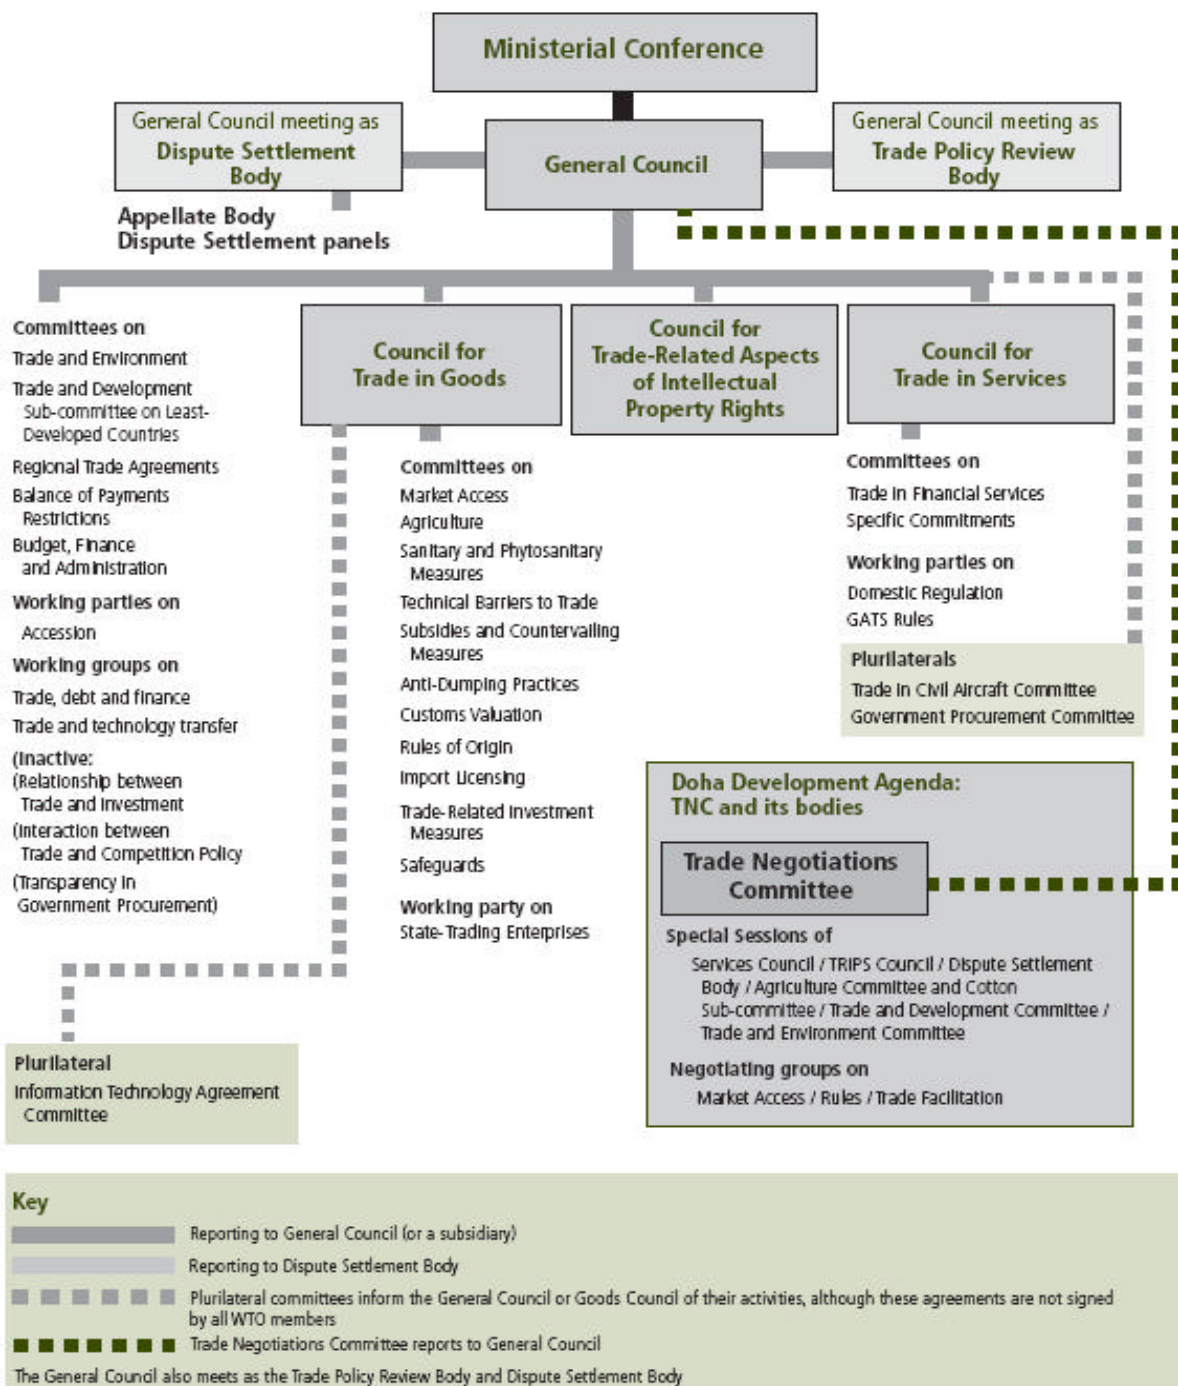 Ministerial Conference
General Council meeting as
Dispute Settlement
Body
General Council
General Council meeting as
Trade Policy Review
Body
Appellate Body
Dispute Settlement panels
Committees on
Trade and Environment
Trade and Development
Sub-committee on Least-
Developed Countries
Regional Trade Agreements
Balance of Payments
Restrictions
Budget, Finance
and Administration
Working parties on
Accession
Working groups on
Trade, debt and finance
Trade and technology transfer
(Inactive:
(Relationship between
Trade and Investment
(Interaction between
Trade and Competition Policy
(Transparency in
Government Procurement)
Plurilateral
Information Technology Agreement
Committee
Council for
Trade in Goods
Committees on
Market Access
Agriculture
Sanitary and Phytosanitary
Measures
Technical Barriers to Trade
Subsidies and Countervailing
Measures
Anti-Dumping Practices
Customs Valuation
Rules of Origin
Import Licensing
Trade-Related Investment
Measures
Safeguards
Working party on
State-Trading Enterprises
Council for
Trade-Related Aspects
of Intellectual
Property Rights
Council for
Trade in Services
Committees on
Trade in Financial Services
Specific Commitments
Working parties on
Domestic Regulation
GATS Rules
Plurilaterals
Trade in Civil Aircraft Committee
Government Procurement Committee
Doha Development Agenda:
TNC and its bodies
Trade Negotiations
Committee
Special Sessions of
Services Council / TRIPS Council / Dispute Settlement
Body / Agriculture Committee and Cotton
Sub-committee / Trade and Development Committee /
Trade and Environment Committee
Negotiating groups on
Market Access / Rules / Trade Facilitation
Key
Reporting to General Council (or a subsidiary)
Reporting to Dispute Settlement Body
Plurilateral committees inform the General Council or Goods Council of their activities, although these agreements are not signed
by all WTO members
Trade Negotiations Committee reports to General Council
The General Council also meets as the Trade Policy Review Body and Dispute Settlement Body